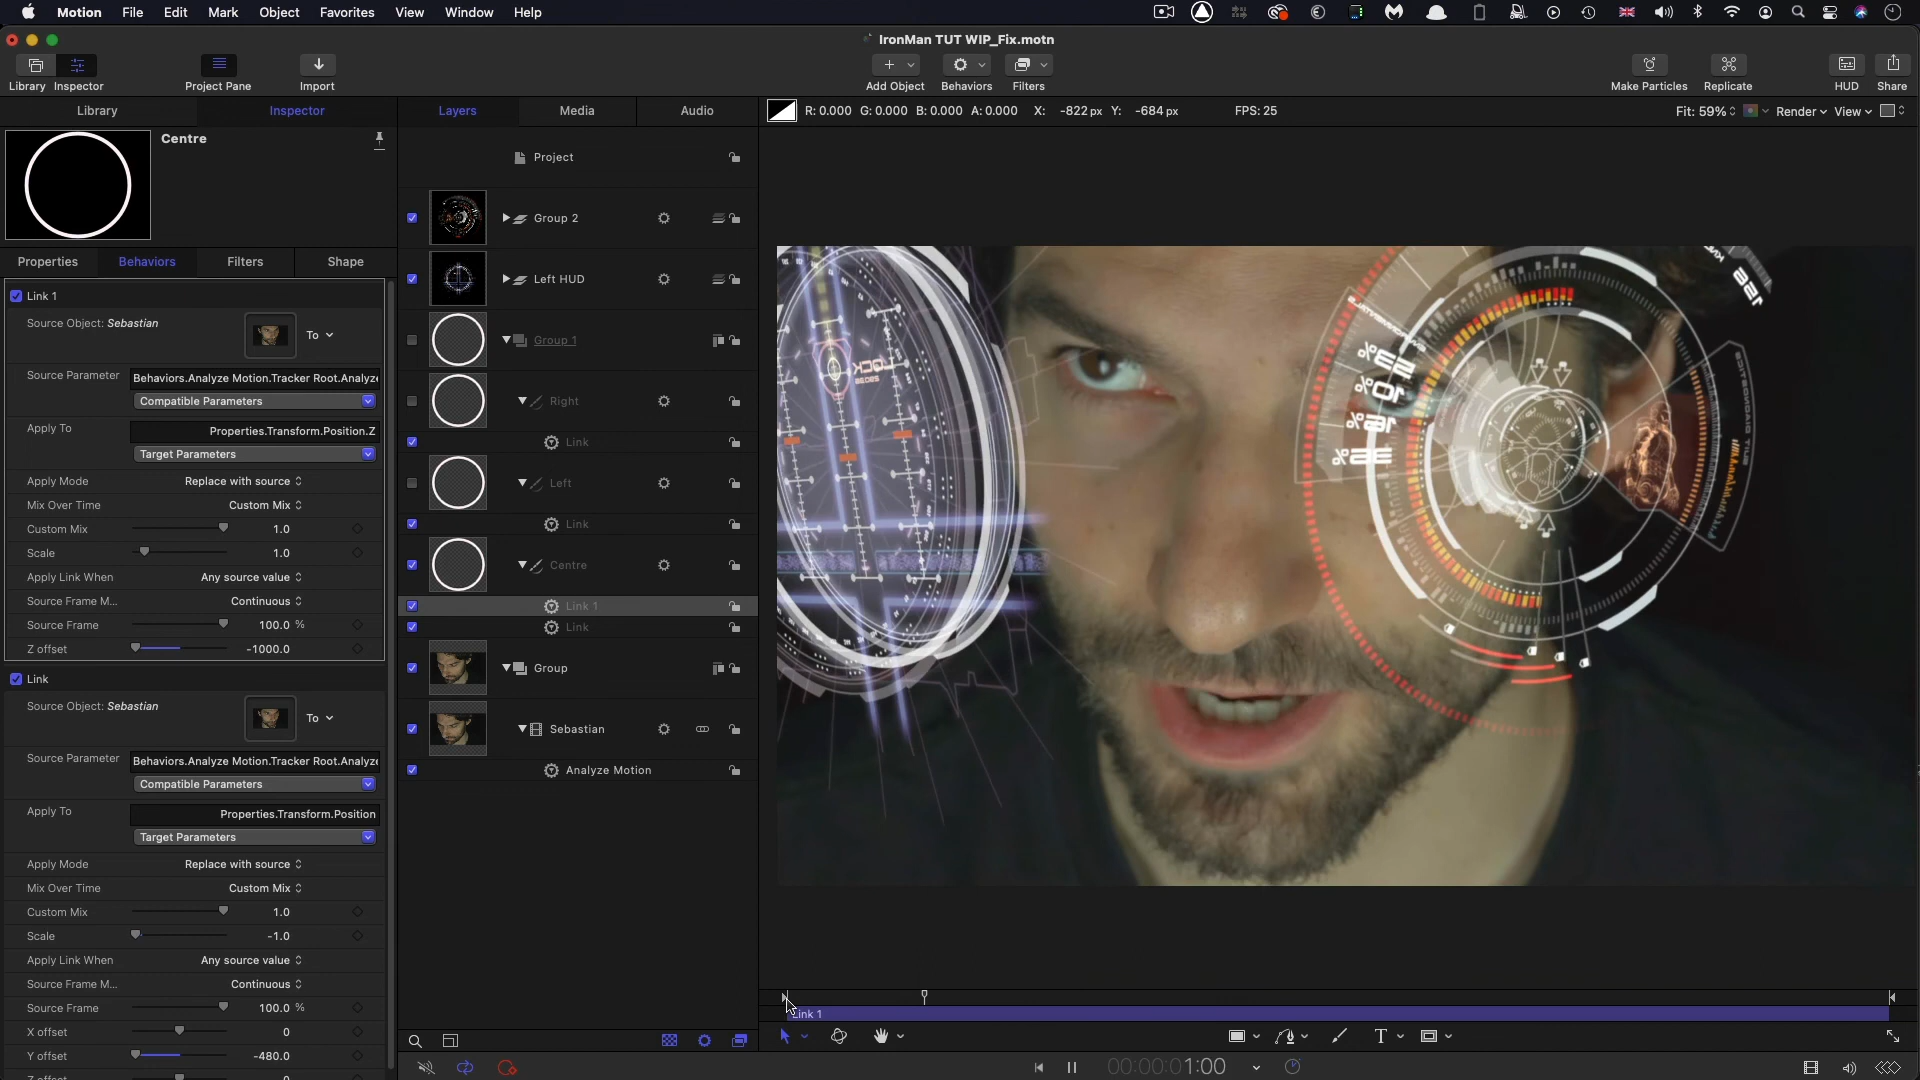 Motion File Edit Mark Object Favorites View Window Help
IronMan TUT WIP_Fix.motn
Library Inspector Project Pane Import Add Object Behaviors Filters Make Particles Replicate HUD Share
Library Inspector Layers Media Audio R: 0.000 G: 0.000 B: 0.000 A: 0.000 X: -822 px Y: -684 px FPS: 25 Fit: 59% Render View
Centre
Properties Behaviors Filters Shape
Link 1
Source Object: Sebastian To
Source Parameter Behaviors.Analyze Motion.Tracker Root.Analyze
Compatible Parameters
Apply To Properties.Transform.Position.Z
Target Parameters
Apply Mode Replace with source
Mix Over Time Custom Mix
Custom Mix 1.0
Scale 1.0
Apply Link When Any source value
Source Frame M... Continuous
Source Frame 100.0 %
Z offset -1000.0
Link
Source Object: Sebastian To
Source Parameter Behaviors.Analyze Motion.Tracker Root.Analyze
Compatible Parameters
Apply To Properties.Transform.Position
Target Parameters
Apply Mode Replace with source
Mix Over Time Custom Mix
Custom Mix 1.0
Scale -1.0
Apply Link When Any source value
Source Frame M... Continuous
Source Frame 100.0 %
X offset 0
Y offset -480.0
Z offset 0
Project
Group 2
Left HUD
Group 1
Right
Link
Left
Link
Centre
Link 1
Link
Group
Sebastian
Analyze Motion
LOCK
53%
10%
16%
35%
Link 1
T
00:00:01:00